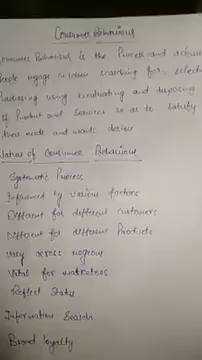 Consumer Behaviour
Consumer Behaviour is the Process and
People engage in when searching for, select
Purchasing using Evaluating and disposing
of Product and Services so as to Satisfy
their needs and wants, desire
Nature of Consumer Behaviour
Systematic Process
Influenced by various factors
Different for different customers
Different for different Products
vary across
Vital for marketers
Reflect Status
Information Search
Brand loyalty